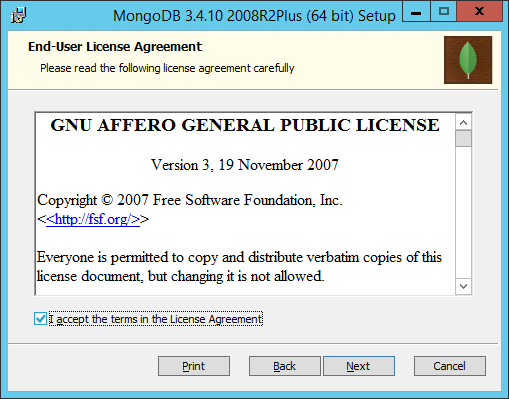 MongoDB 3.4.10 2008R2Plus (64 bit) Setup
End-User License Agreement
Please read the following license agreement carefully
GNU AFFERO GENERAL PUBLIC LICENSE
Version 3, 19 November 2007
Copyright © 2007 Free Software Foundation, Inc.
<<http://fsf.org/>>
Everyone is permitted to copy and distribute verbatim copies of this
license document, but changing it is not allowed.
I accept the terms in the License Agreement
Print Back Next Cancel